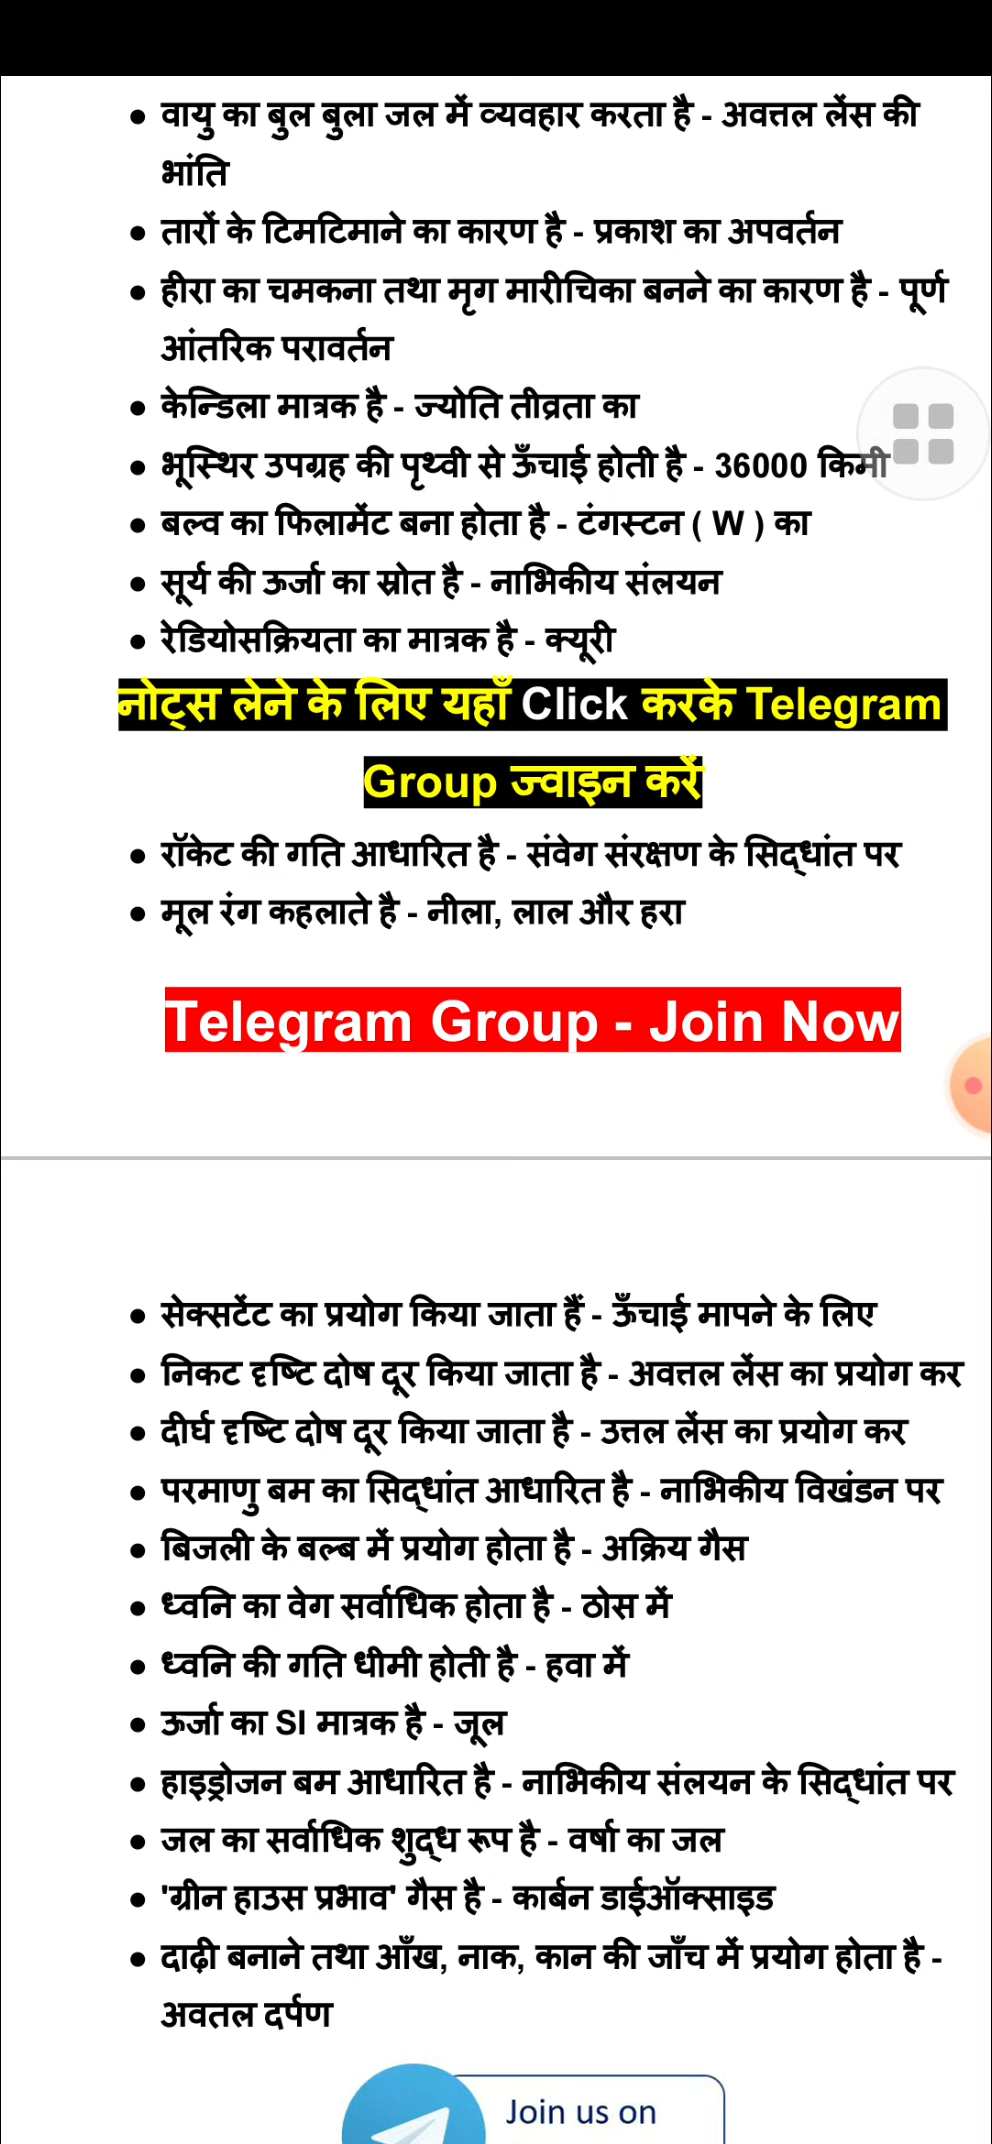 • वायु का बुल बुला जल में व्यवहार करता है - अवत्तल लेंस की
भांति
• तारों के टिमटिमाने का कारण है - प्रकाश का अपवर्तन
• हीरा का चमकना तथा मृग मारीचिका बनने का कारण है - पूर्ण
आंतरिक परावर्तन
• केन्डिला मात्रक है - ज्योति तीव्रता का
• भूस्थिर उपग्रह की पृथ्वी से ऊँचाई होती है - 36000 किमी
• बल्व का फिलामेंट बना होता है - टंगस्टन ( W ) का
• सूर्य की ऊर्जा का स्रोत है - नाभिकीय संलयन
• रेडियोसक्रियता का मात्रक है - क्यूरी
नोट्स लेने के लिए यहाँ Click करके Telegram
Group ज्वाइन करें
• रॉकेट की गति आधारित है - संवेग संरक्षण के सिद्धांत पर
• मूल रंग कहलाते है - नीला, लाल और हरा
Telegram Group - Join Now
• सेक्सटेंट का प्रयोग किया जाता हैं - ऊँचाई मापने के लिए
• निकट दृष्टि दोष दूर किया जाता है - अवत्तल लेंस का प्रयोग कर
• दीर्घ दृष्टि दोष दूर किया जाता है - उत्तल लेंस का प्रयोग कर
• परमाणु बम का सिद्धांत आधारित है - नाभिकीय विखंडन पर
• बिजली के बल्ब में प्रयोग होता है - अक्रिय गैस
• ध्वनि का वेग सर्वाधिक होता है - ठोस में
• ध्वनि की गति धीमी होती है - हवा में
• ऊर्जा का SI मात्रक है - जूल
• हाइड्रोजन बम आधारित है - नाभिकीय संलयन के सिद्धांत पर
• जल का सर्वाधिक शुद्ध रूप है - वर्षा का जल
• 'ग्रीन हाउस प्रभाव' गैस है - कार्बन डाईऑक्साइड
• दाढ़ी बनाने तथा आँख, नाक, कान की जाँच में प्रयोग होता है -
अवतल दर्पण
Join us on